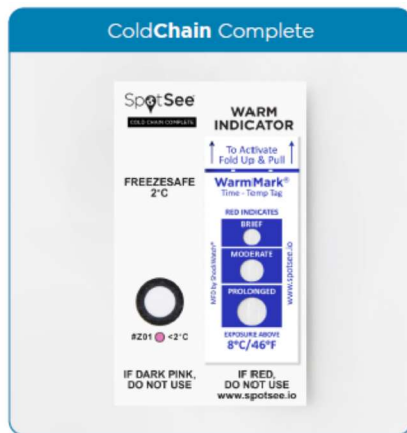 ColdChain Complete
SpotSee
COLD CHAIN COMPLETE
FREEZESAFE
2°C
#Z01 <2°C
IF DARK PINK,
DO NOT USE
WARM
INDICATOR
To Activate
Fold Up & Pull
WarmMark®
Time - Temp Tag
RED INDICATES
BRIEF
MODERATE
PROLONGED
MFD by ShockWatch®
www.spotsee.io
EXPOSURE ABOVE
8°C/46°F
IF RED,
DO NOT USE
www.spotsee.io